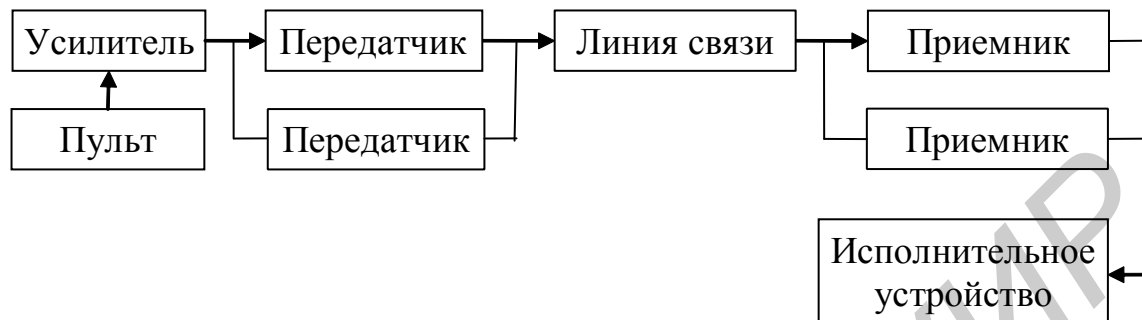 Усилитель
Передатчик
Линия связи
Приемник
Пульт
Передатчик
Приемник
Исполнительное
устройство